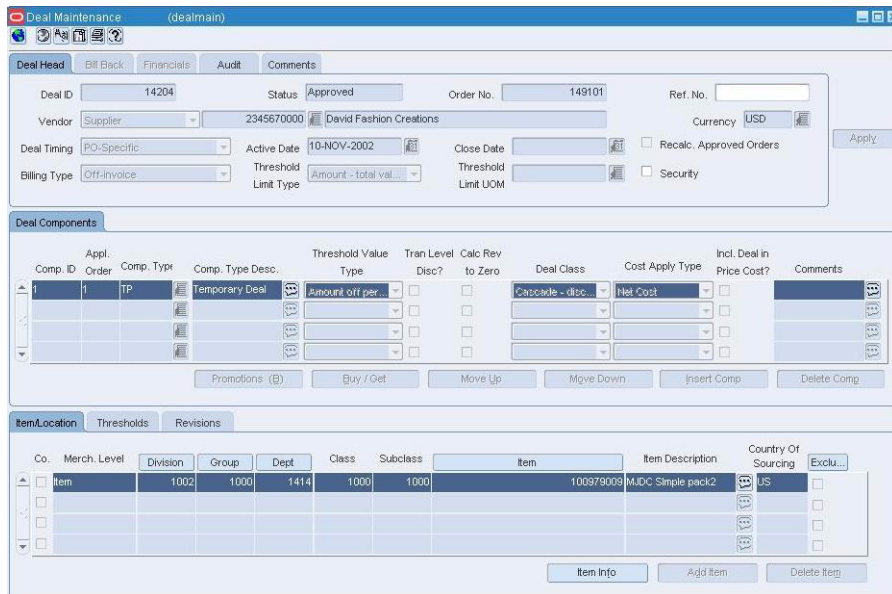 Deal Maintenance (dealmain)
Deal Head Bill Back Financials Audit Comments
Deal ID 14204 Status Approved Order No. 149101 Ref. No.
Vendor Supplier 2345670000 David Fashion Creations Currency USD
Deal Timing PO-Specific Active Date 10-NOV-2002 Close Date Recalc. Approved Orders Apply
Billing Type Off-Invoice Threshold Limit Type Amount - total val... Threshold Limit UOM Security
Deal Components
Comp. ID Appl. Order Comp. Type Comp. Type Desc. Threshold Value Type Tran Level Disc? Calc Rev to Zero Deal Class Cost Apply Type Incl. Deal in Price Cost? Comments
1 1 TP Temporary Deal Amount off per... Cascade - disc... Net Cost
Promotions (B) Buy / Get Move Up Move Down Insert Comp Delete Comp
Item/Location Thresholds Revisions
Co. Merch. Level Division Group Dept Class Subclass Item Item Description Country Of Sourcing Exclu...
Item 1002 1000 1414 1000 1000 100979009 MJDC SImple pack2 US
Item Info Add Item Delete Item